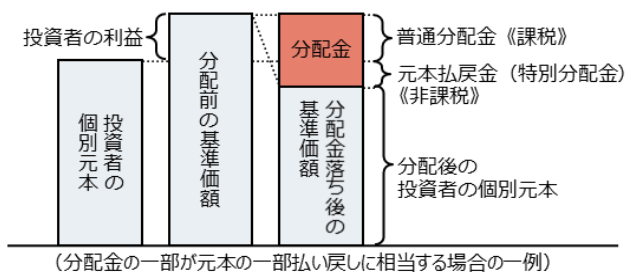 投資者の利益
投資者の
個別元本
分配前の基準価額
分配金
分配金落ち後の
基準価額
普通分配金《課税》
元本払戻金（特別分配金）
《非課税》
分配後の
投資者の個別元本
（分配金の一部が元本の一部払い戻しに相当する場合の一例）